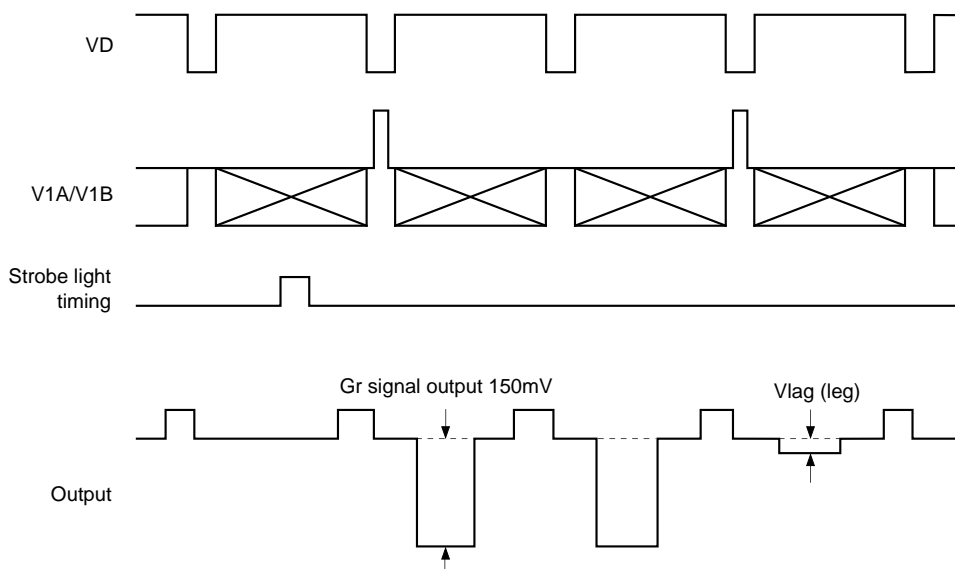 VD
V1A/V1B
Strobe light
timing
Gr signal output 150mV
Vlag (leg)
Output